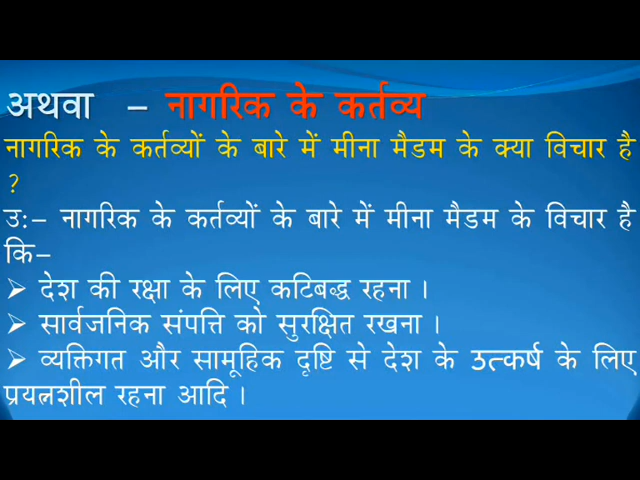 अथवा – नागरिक के कर्तव्य
नागरिक के कर्तव्यों के बारे में मीना मैडम के क्या विचार है
?
उः– नागरिक के कर्तव्यों के बारे में मीना मैडम के विचार है
कि–
➢ देश की रक्षा के लिए कटिबद्ध रहना ।
➢ सार्वजनिक संपत्ति को सुरक्षित रखना ।
➢ व्यक्तिगत और सामूहिक दृष्टि से देश के उत्कर्ष के लिए
प्रयत्नशील रहना आदि ।